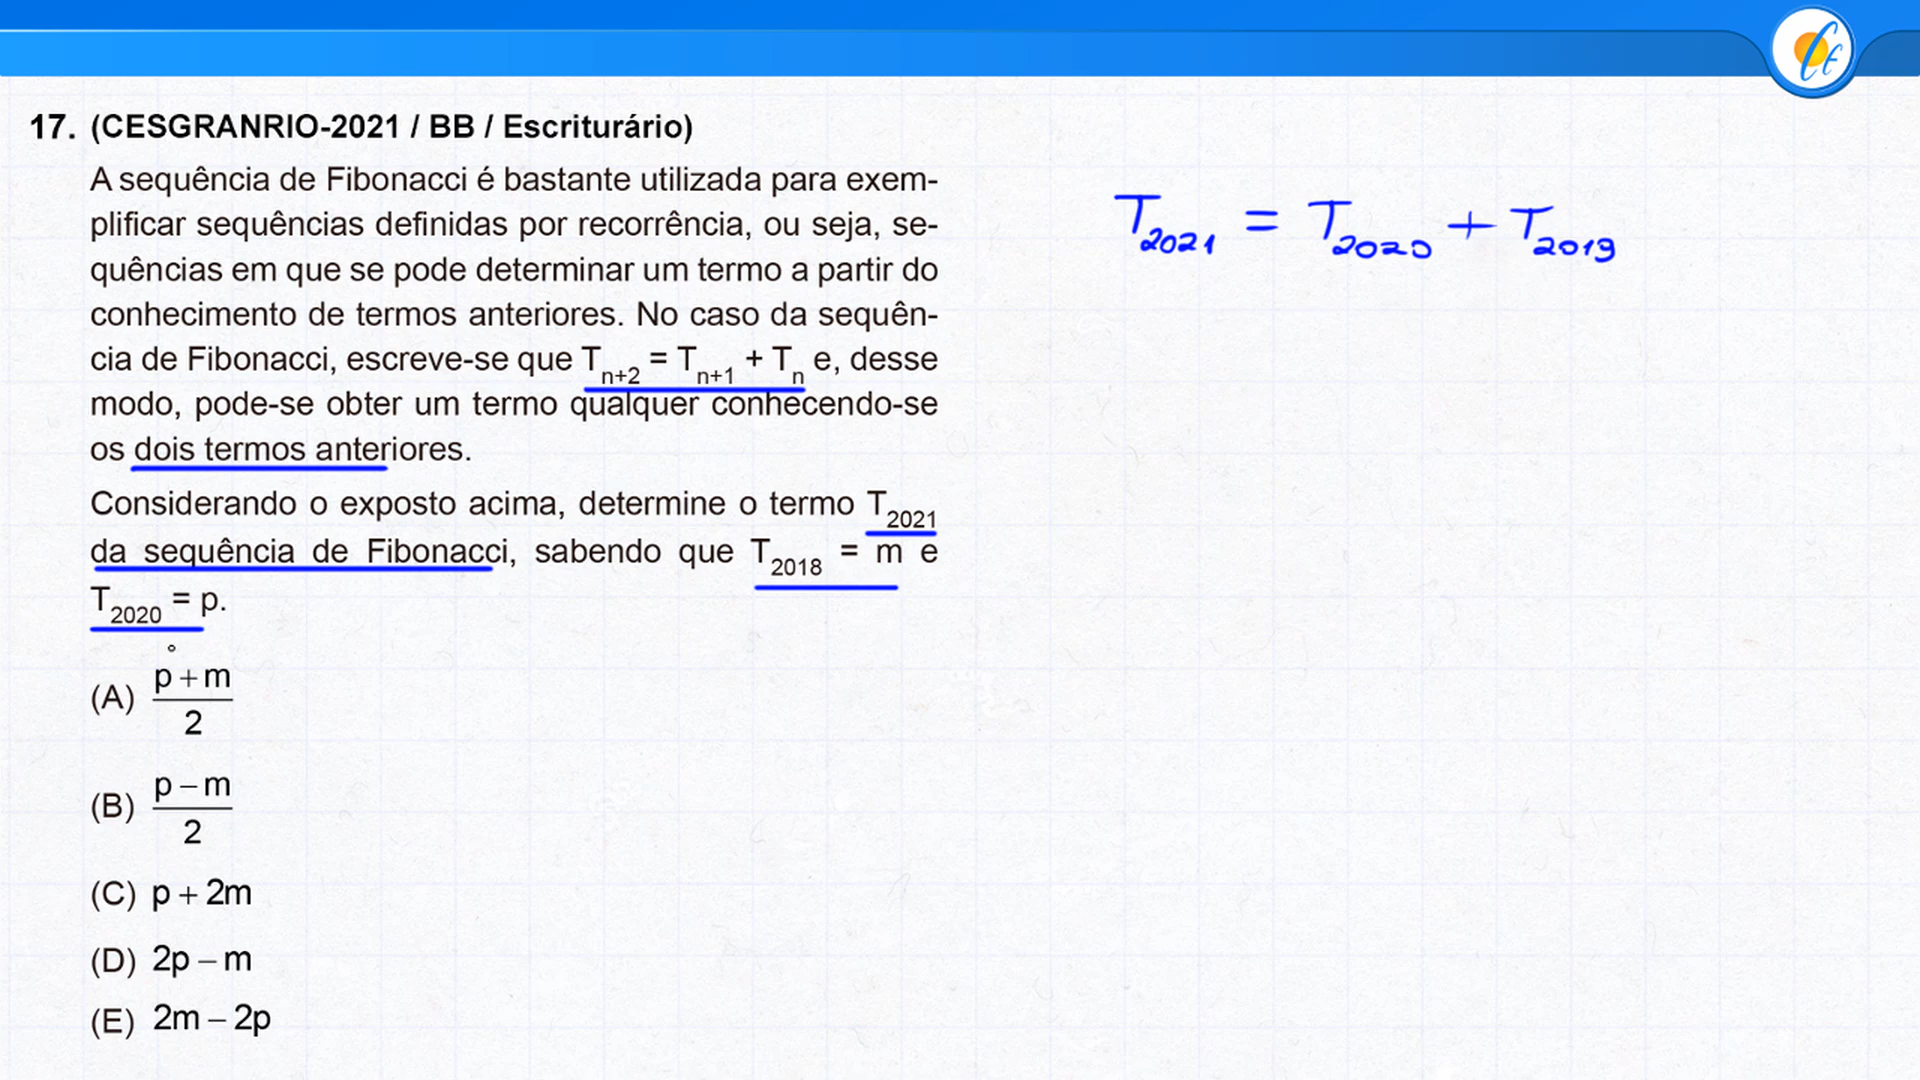 17. (CESGRANRIO-2021 / BB / Escriturário)
A sequência de Fibonacci é bastante utilizada para exem-
plificar sequências definidas por recorrência, ou seja, se-
quências em que se pode determinar um termo a partir do
conhecimento de termos anteriores. No caso da sequên-
cia de Fibonacci, escreve-se que Tn+2 = Tn+1 + Tn e, desse
modo, pode-se obter um termo qualquer conhecendo-se
os dois termos anteriores.
Considerando o exposto acima, determine o termo T2021
da sequência de Fibonacci, sabendo que T2018 = m e
T2020 = p.
(A) p + m
2
(B) p – m
2
(C) p + 2m
(D) 2p – m
(E) 2m – 2p
T2021 = T2020 + T2019
CE